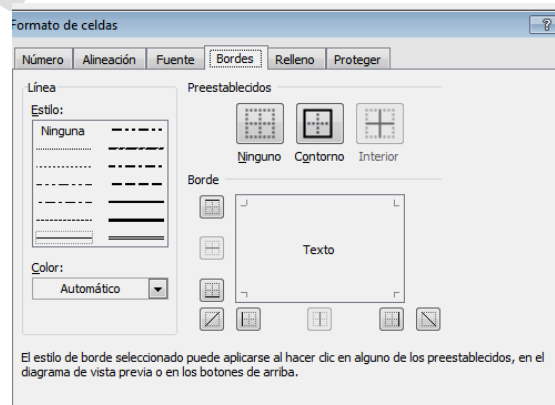 Formato de celdas
Número Alineación Fuente Bordes Relleno Proteger
Línea
Estilo:
Ninguna
Color:
Automático
Preestablecidos
Ninguno Contorno Interior
Borde
Texto
El estilo de borde seleccionado puede aplicarse al hacer clic en alguno de los preestablecidos, en el
diagrama de vista previa o en los botones de arriba.